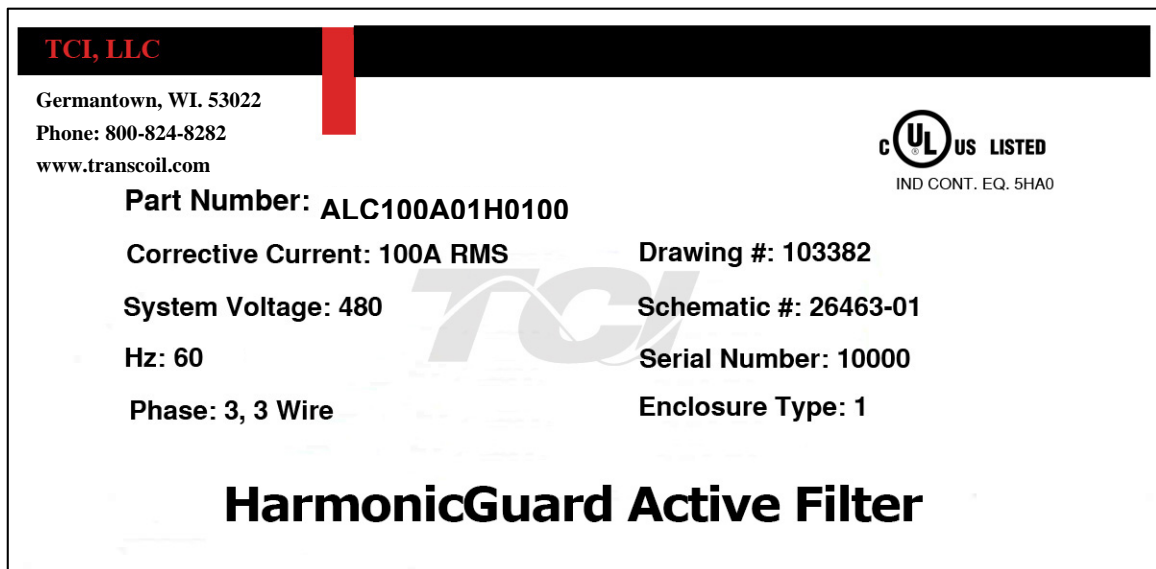 TCI, LLC
Germantown, WI. 53022
Phone: 800-824-8282
www.transcoil.com
C UL ® US LISTED
IND CONT. EQ. 5HA0
Part Number: ALC100A01H0100
Corrective Current: 100A RMS
Drawing #: 103382
System Voltage: 480
Schematic #: 26463-01
Hz: 60
Serial Number: 10000
Phase: 3, 3 Wire
Enclosure Type: 1
TCI
HarmonicGuard Active Filter